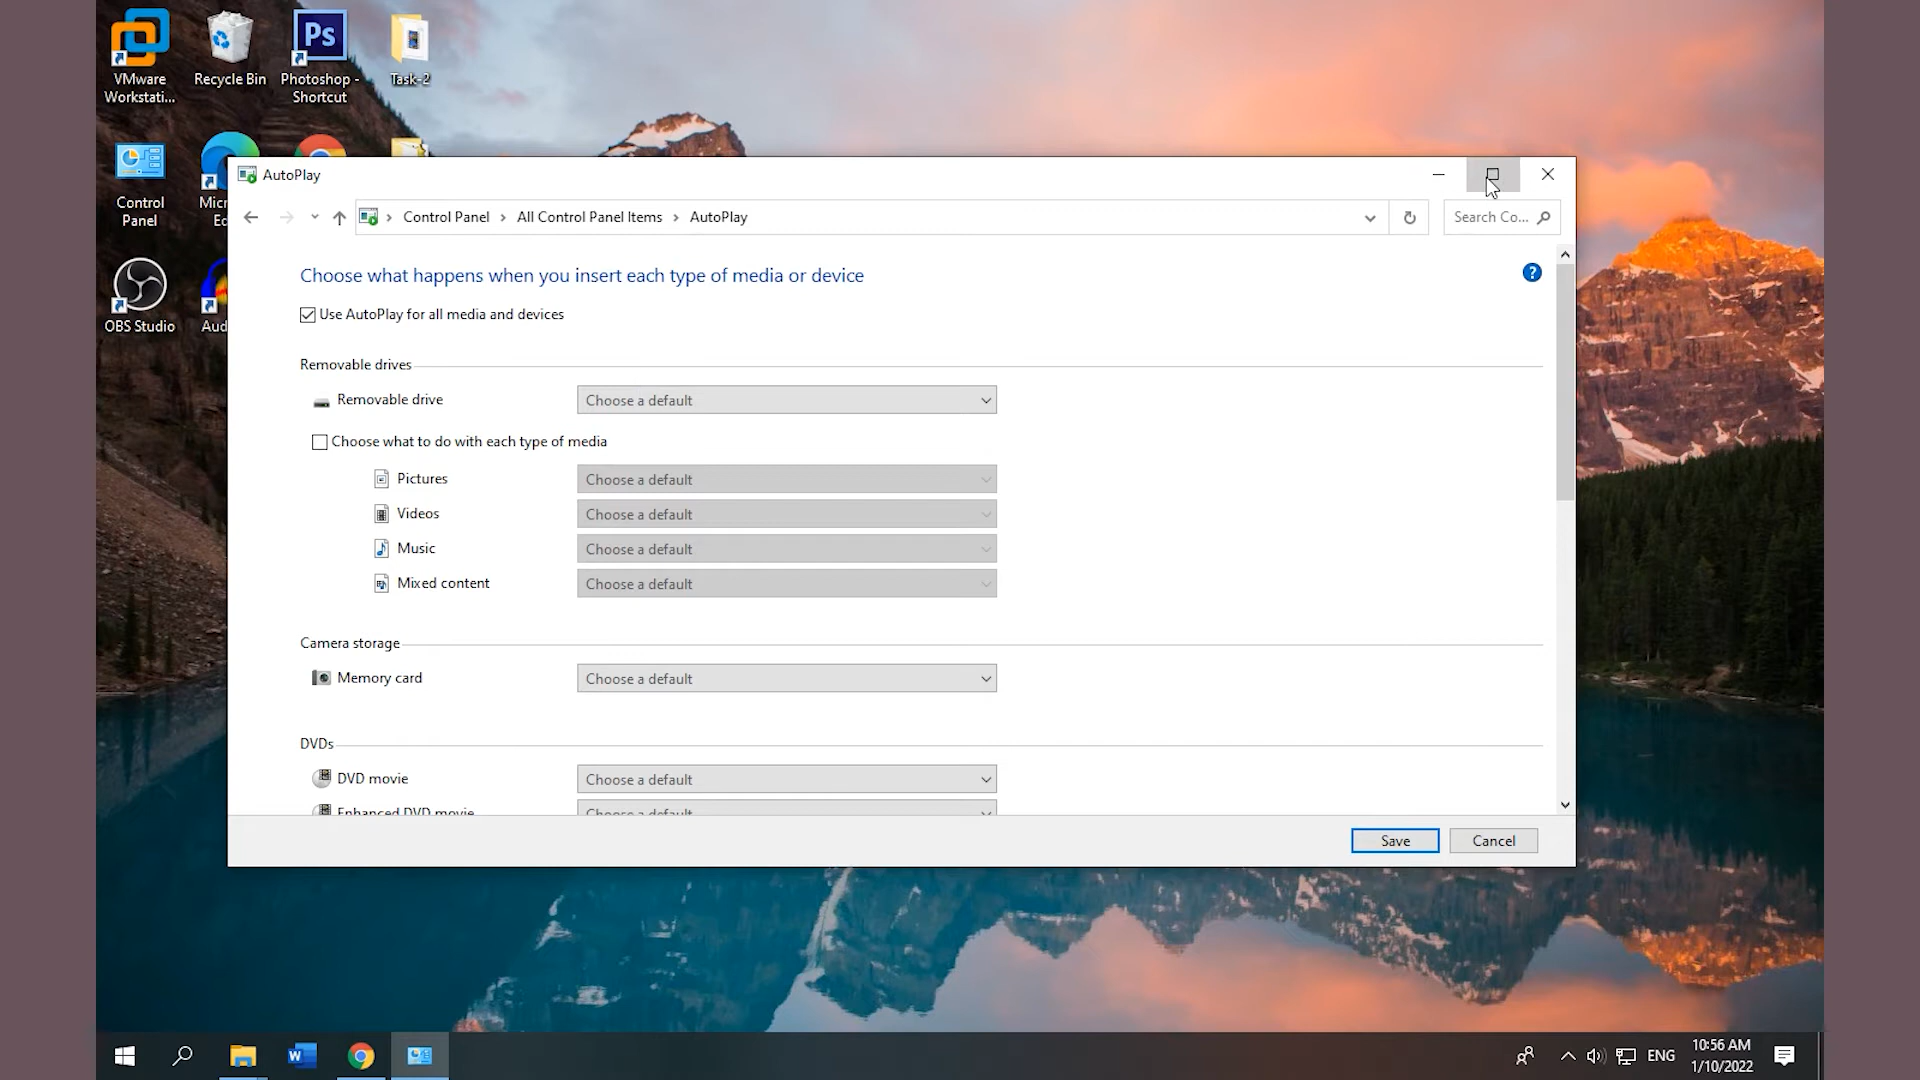 VMware
Workstati...
Recycle Bin
Ps
Photoshop -
Shortcut
Task-2
Control
Panel
OBS Studio
AutoPlay
Control Panel > All Control Panel Items > AutoPlay
Search Co...
Choose what happens when you insert each type of media or device
?
Use AutoPlay for all media and devices
Removable drives
Removable drive
Choose a default
Choose what to do with each type of media
Pictures
Choose a default
Videos
Choose a default
Music
Choose a default
Mixed content
Choose a default
Camera storage
Memory card
Choose a default
DVDs
DVD movie
Choose a default
Enhanced DVD movie
Choose a default
Save
Cancel
ENG
10:56 AM
1/10/2022